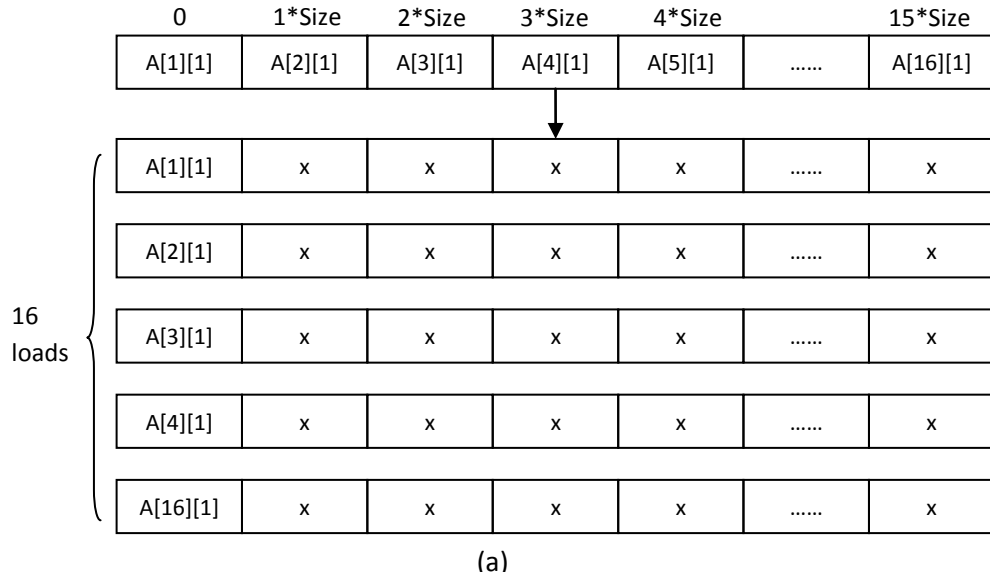 0 1*Size 2*Size 3*Size 4*Size 15*Size
A[1][1] A[2][1] A[3][1] A[4][1] A[5][1] ...... A[16][1]
A[1][1] x x x x ...... x
A[2][1] x x x x ...... x
16
loads
A[3][1] x x x x ...... x
A[4][1] x x x x ...... x
A[16][1] x x x x ...... x
(a)